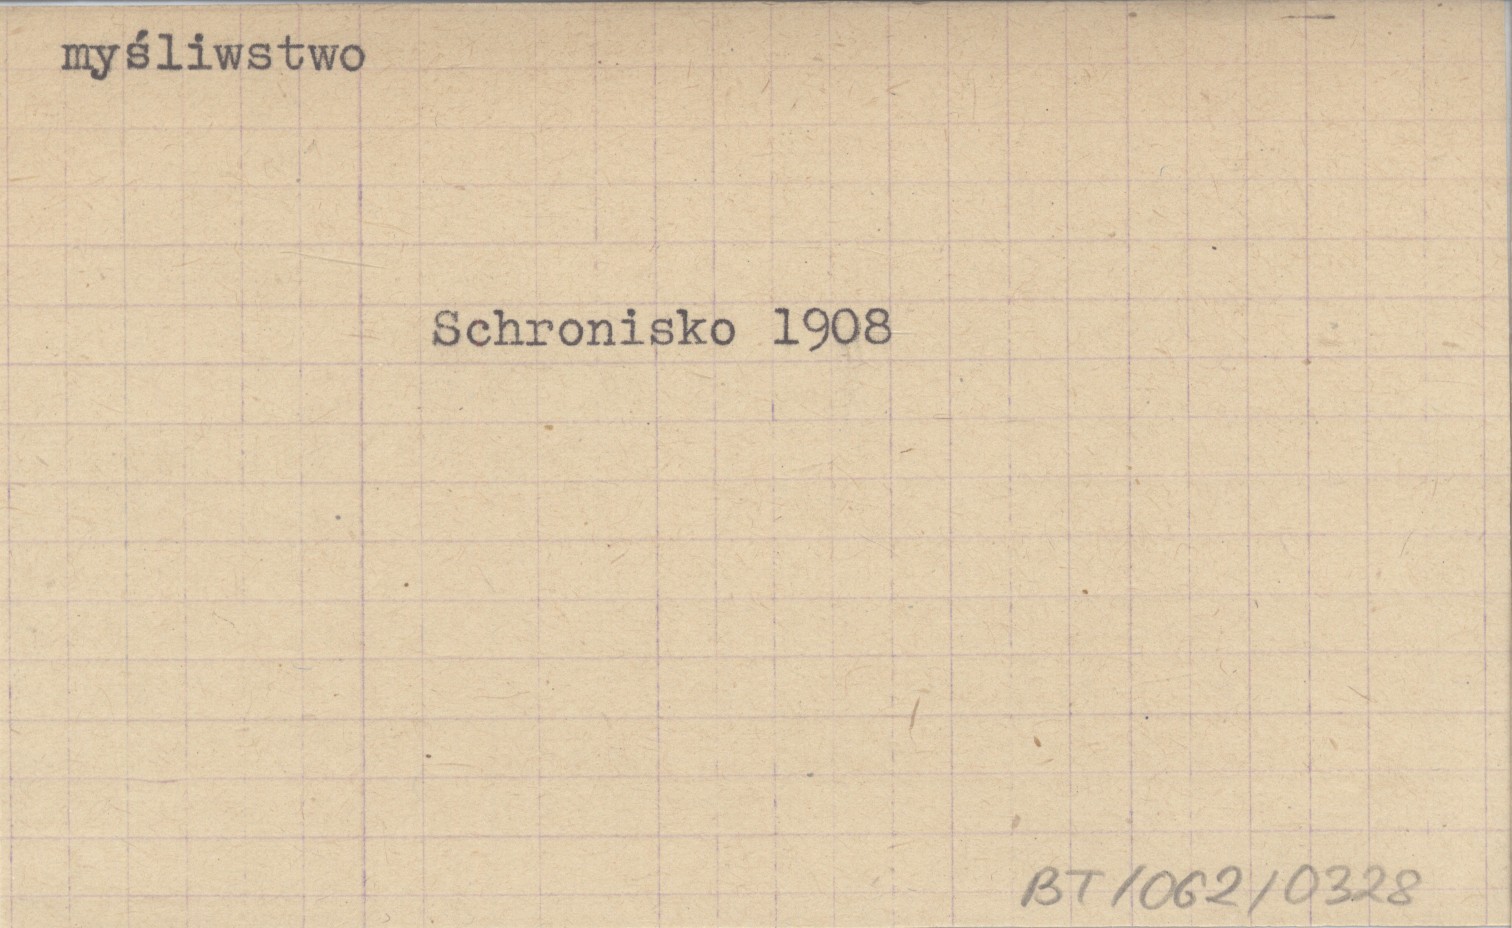 myśliwstwo
Schronisko 1908
BT/062/0328